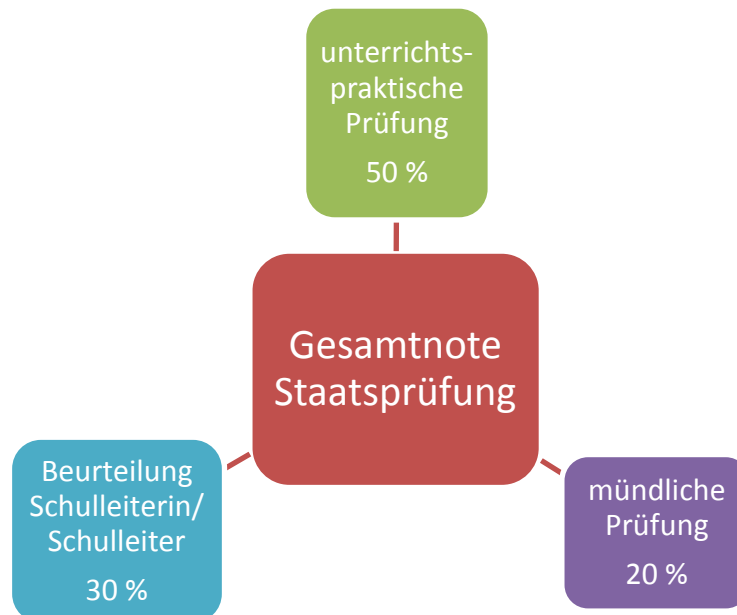 unterrichts-
praktische
Prüfung
50 %
Gesamtnote
Staatsprüfung
Beurteilung
Schulleiterin/
Schulleiter
30 %
mündliche
Prüfung
20 %